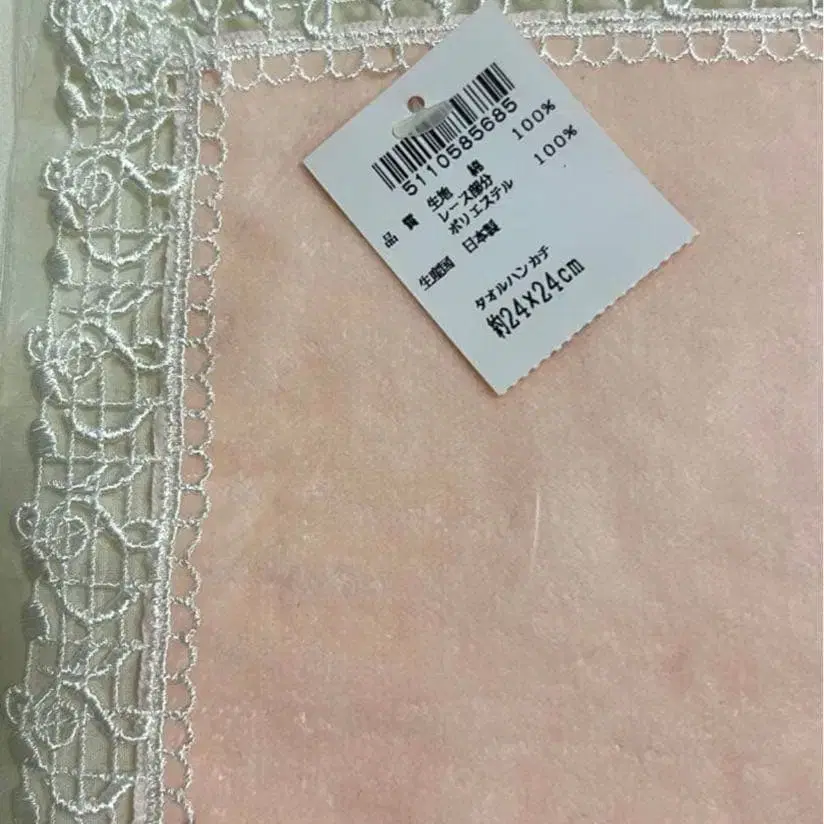 5110585685
品 質 生地 綿 100%
レース部分
ポリエステル 100%
生産国 日本製
タオルハンカチ
約24×24cm